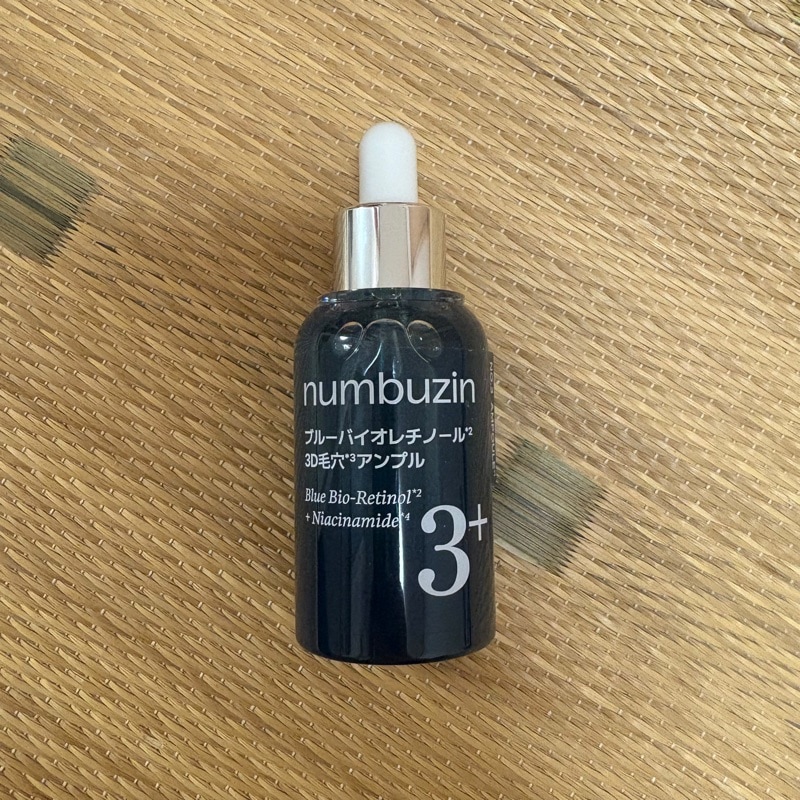 numbuzin
ブルーバイオレチノール*2
3D毛穴*3アンプル
Blue Bio-Retinol*2
+ Niacinamide*4
3+